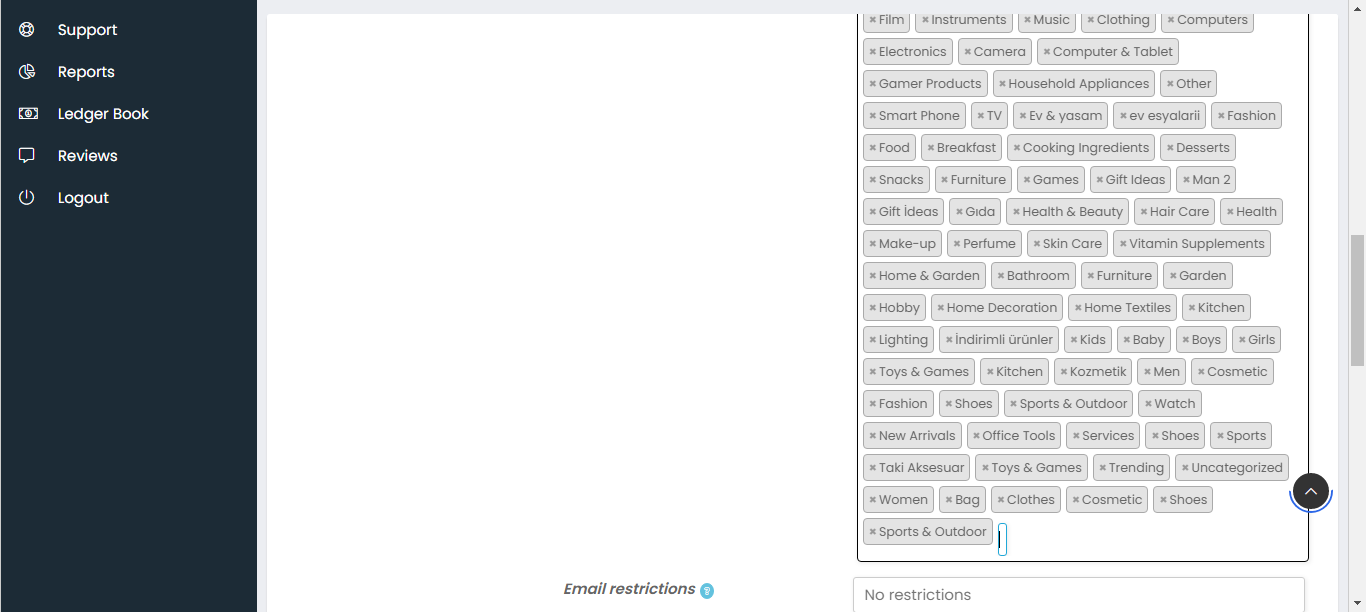 Support
Reports
Ledger Book
Reviews
Logout
× Film × Instruments × Music × Clothing × Computers
× Electronics × Camera × Computer & Tablet
× Gamer Products × Household Appliances × Other
× Smart Phone × TV × Ev & yasam × ev esyalarii × Fashion
× Food × Breakfast × Cooking Ingredients × Desserts
× Snacks × Furniture × Games × Gift Ideas × Man 2
× Gift İdeas × Gıda × Health & Beauty × Hair Care × Health
× Make-up × Perfume × Skin Care × Vitamin Supplements
× Home & Garden × Bathroom × Furniture × Garden
× Hobby × Home Decoration × Home Textiles × Kitchen
× Lighting × İndirimli ürünler × Kids × Baby × Boys × Girls
× Toys & Games × Kitchen × Kozmetik × Men × Cosmetic
× Fashion × Shoes × Sports & Outdoor × Watch
× New Arrivals × Office Tools × Services × Shoes × Sports
× Taki Aksesuar × Toys & Games × Trending × Uncategorized
× Women × Bag × Clothes × Cosmetic × Shoes
× Sports & Outdoor
Email restrictions ?
No restrictions